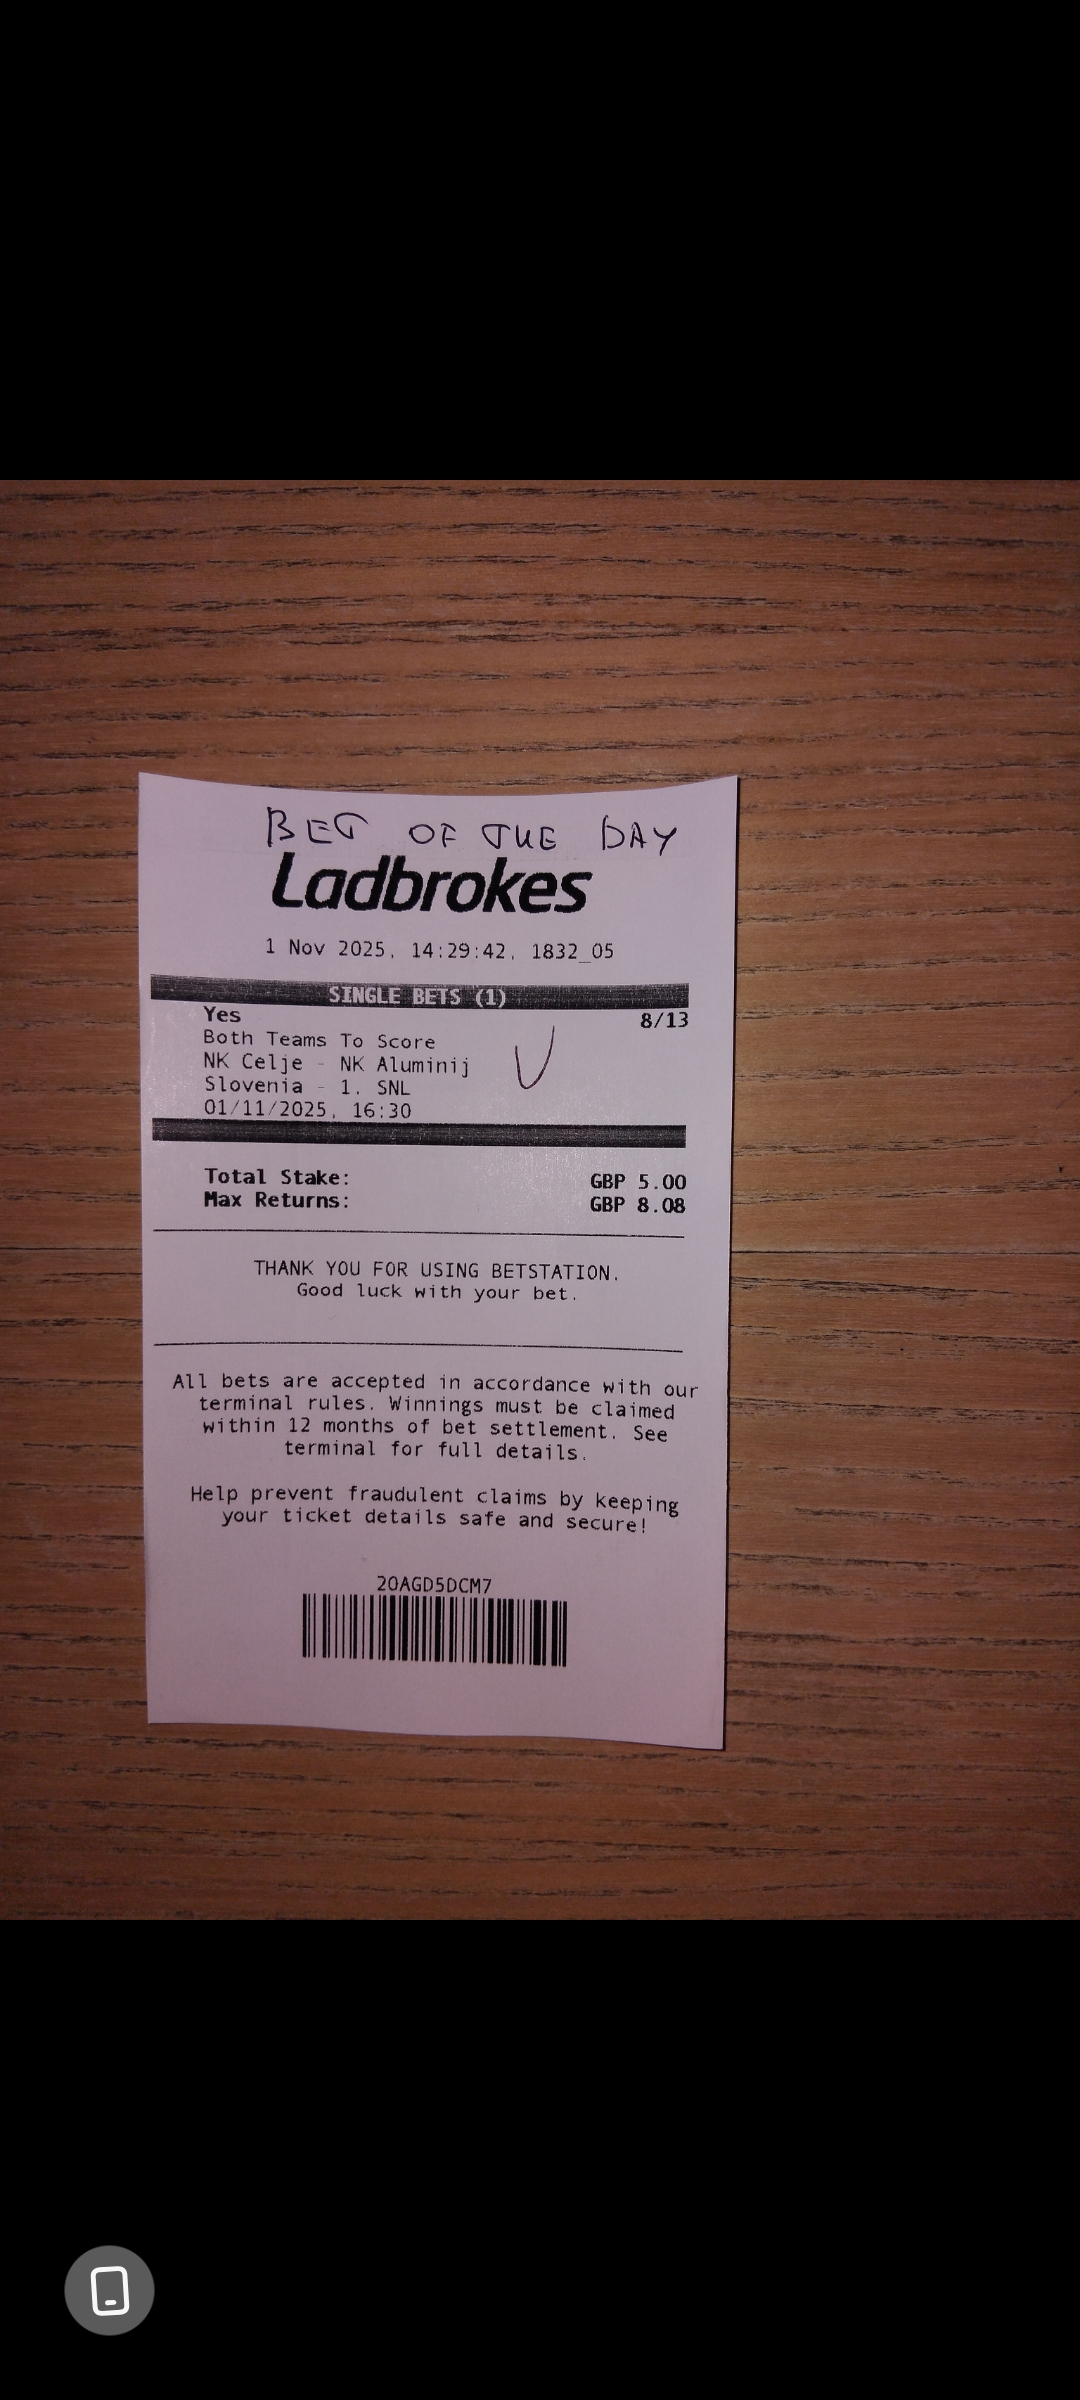 BET OF THE DAY
Ladbrokes
1 Nov 2025, 14:29:42, 1832_05
SINGLE BETS (1)
Yes 8/13
Both Teams To Score
NK Celje - NK Aluminij
Slovenia - 1. SNL
01/11/2025, 16:30
Total Stake: GBP 5.00
Max Returns: GBP 8.08
THANK YOU FOR USING BETSTATION.
Good luck with your bet.
All bets are accepted in accordance with our
terminal rules. Winnings must be claimed
within 12 months of bet settlement. See
terminal for full details.
Help prevent fraudulent claims by keeping
your ticket details safe and secure!
20AGD5DCM7